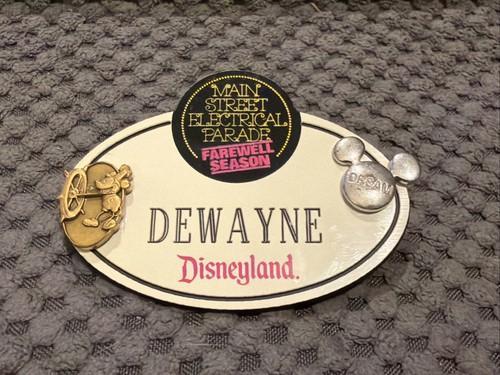 MAIN
STREET
ELECTRICAL
PARADE
FAREWELL
SEASON
DREAM
DEWAYNE
Disneyland.